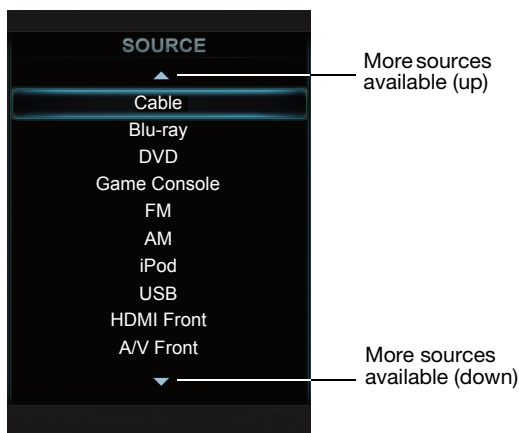 SOURCE
More sources
available (up)
Cable
Blu-ray
DVD
Game Console
FM
AM
iPod
USB
HDMI Front
A/V Front
More sources
available (down)